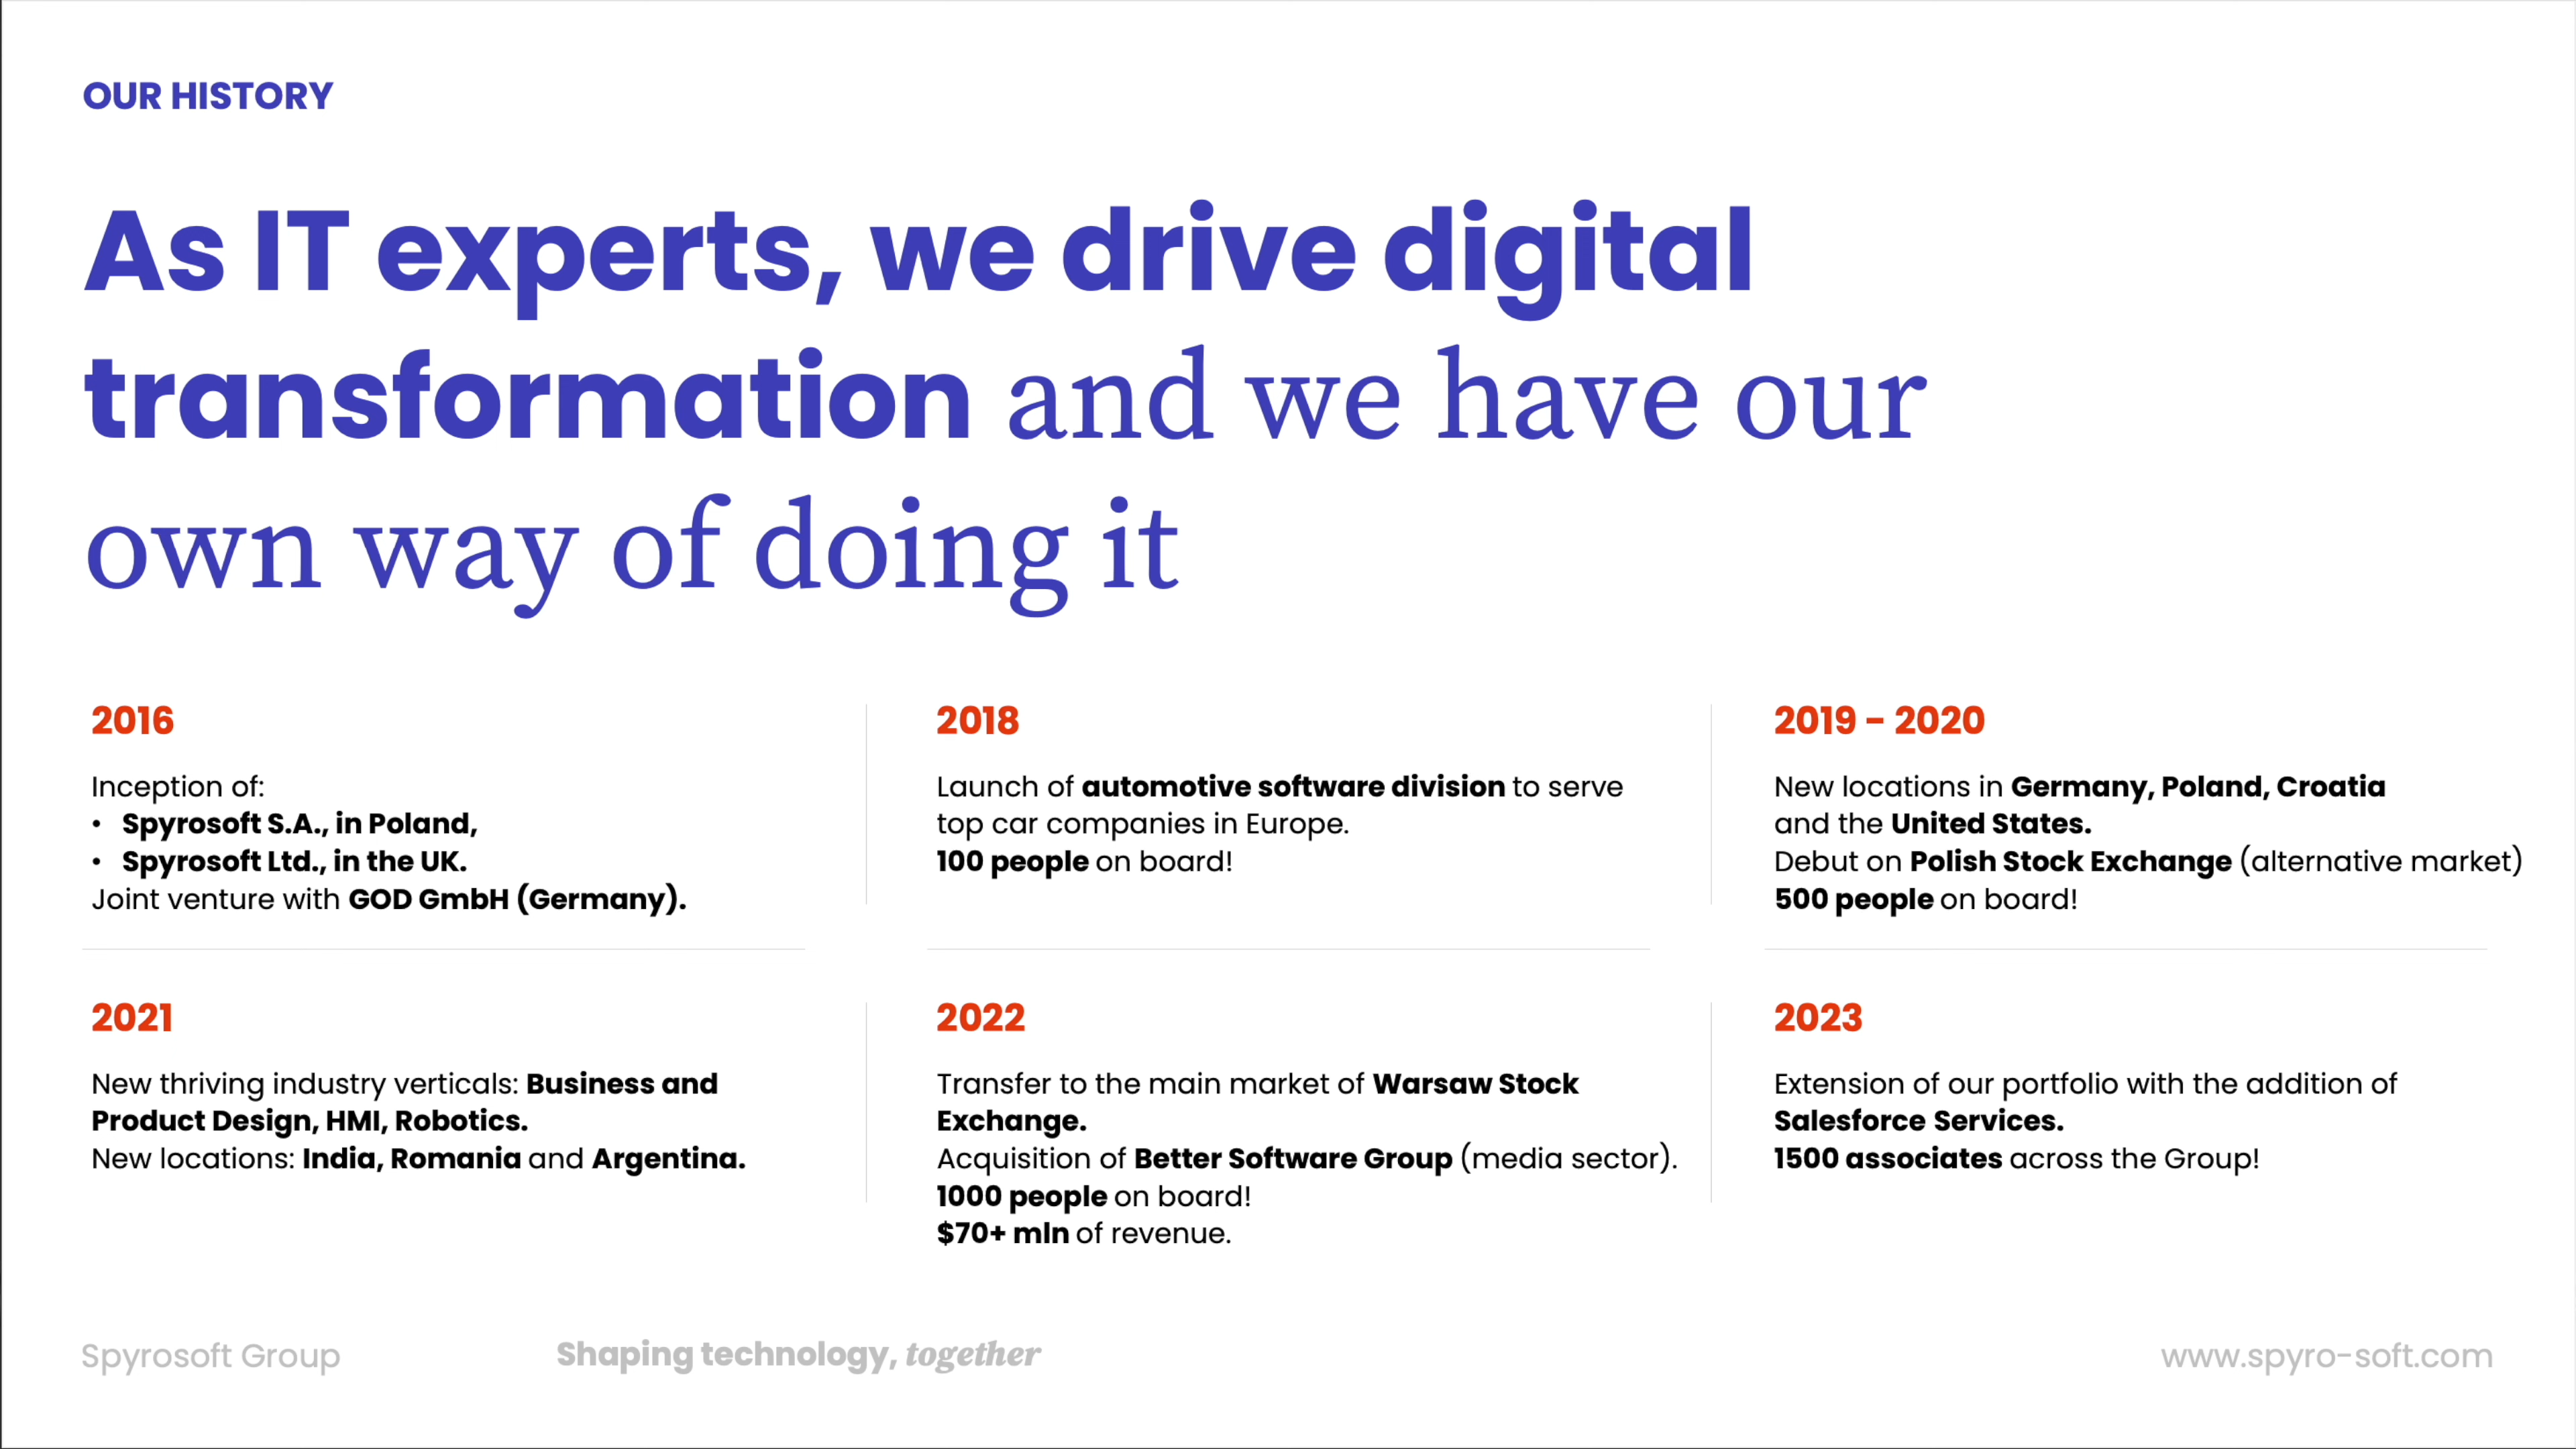 OUR HISTORY
As IT experts, we drive digital
transformation and we have our
own way of doing it
2016
Inception of:
• Spyrosoft S.A., in Poland,
• Spyrosoft Ltd., in the UK.
Joint venture with GOD GmbH (Germany).
2018
Launch of automotive software division to serve
top car companies in Europe.
100 people on board!
2019 - 2020
New locations in Germany, Poland, Croatia
and the United States.
Debut on Polish Stock Exchange (alternative market)
500 people on board!
2021
New thriving industry verticals: Business and
Product Design, HMI, Robotics.
New locations: India, Romania and Argentina.
2022
Transfer to the main market of Warsaw Stock
Exchange.
Acquisition of Better Software Group (media sector).
1000 people on board!
$70+ mln of revenue.
2023
Extension of our portfolio with the addition of
Salesforce Services.
1500 associates across the Group!
Spyrosoft Group
Shaping technology, together
www.spyro-soft.com